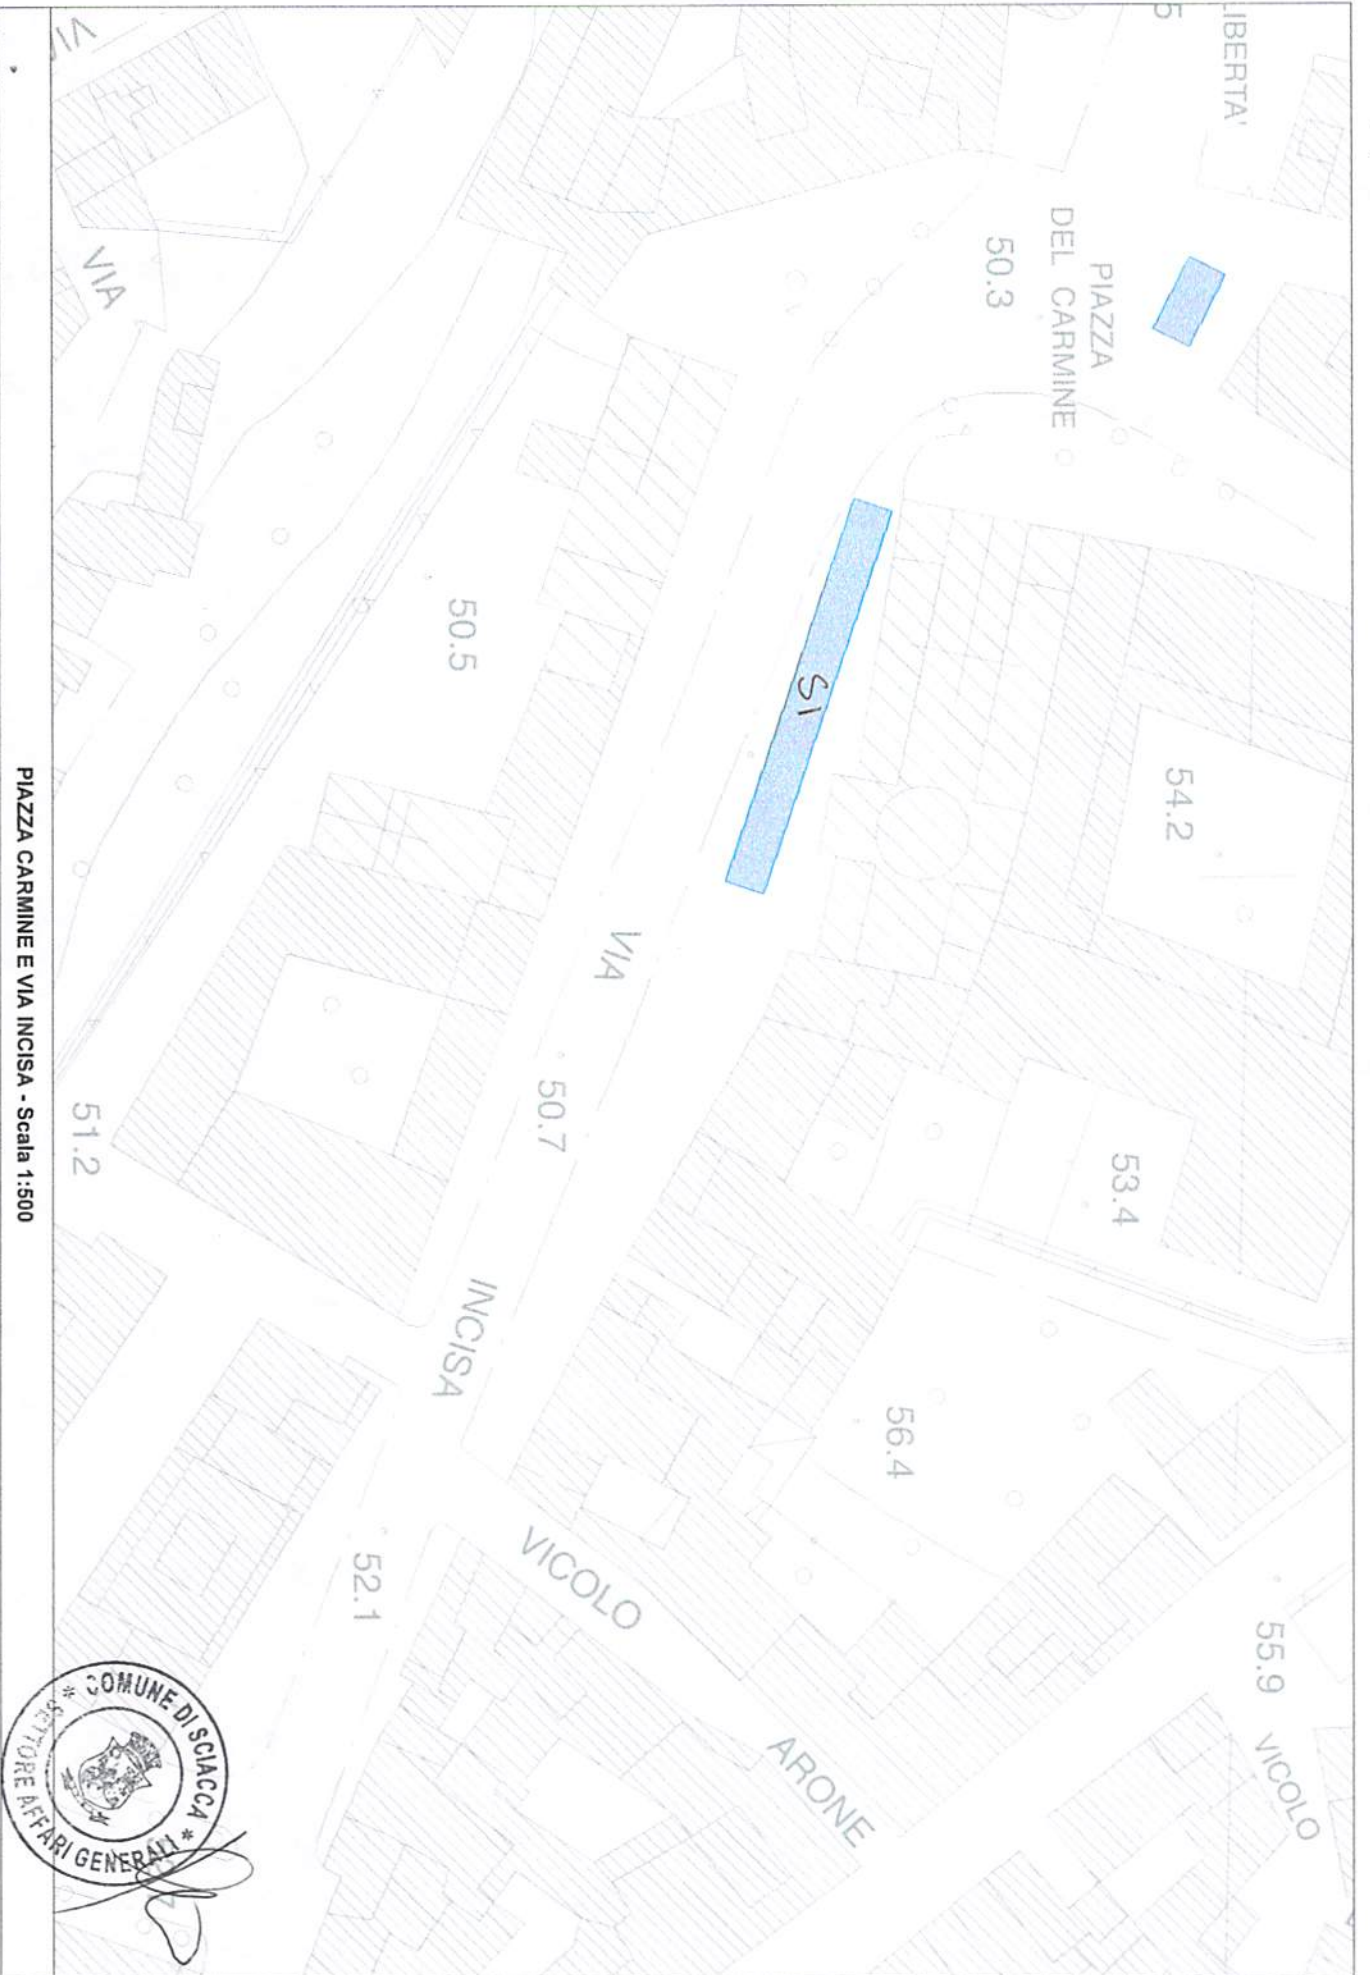 LIBERTA'
PIAZZA
DEL CARMINE
50.3
54.2
53.4
55.9
VICOLO
56.4
SI
50.5
VIA
50.7
INCISA
VICOLO
ARONE
52.1
51.2
VIA
VIA
COMUNE DI SCIACCA
SETTORE AFFARI GENERALI
PIAZZA CARMINE E VIA INCISA - Scala 1:500